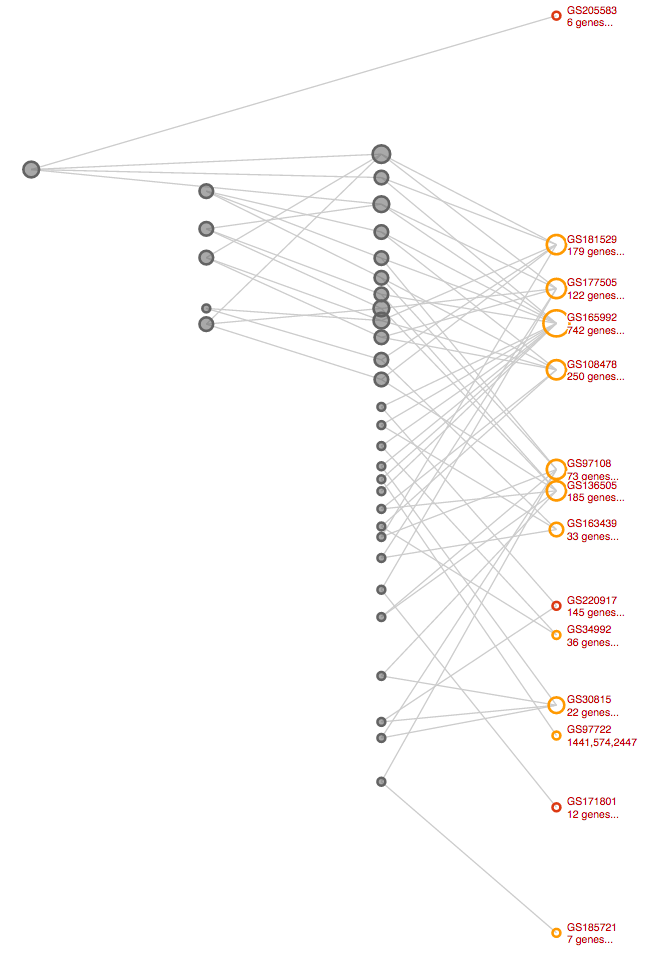 GS205583
6 genes...
GS181529
179 genes...
GS177505
122 genes...
GS165992
742 genes...
GS108478
250 genes...
GS97108
73 genes...
GS136505
185 genes...
GS163439
33 genes...
GS220917
145 genes...
GS34992
36 genes...
GS30815
22 genes...
GS97722
1441,574,2447
GS171801
12 genes...
GS185721
7 genes...